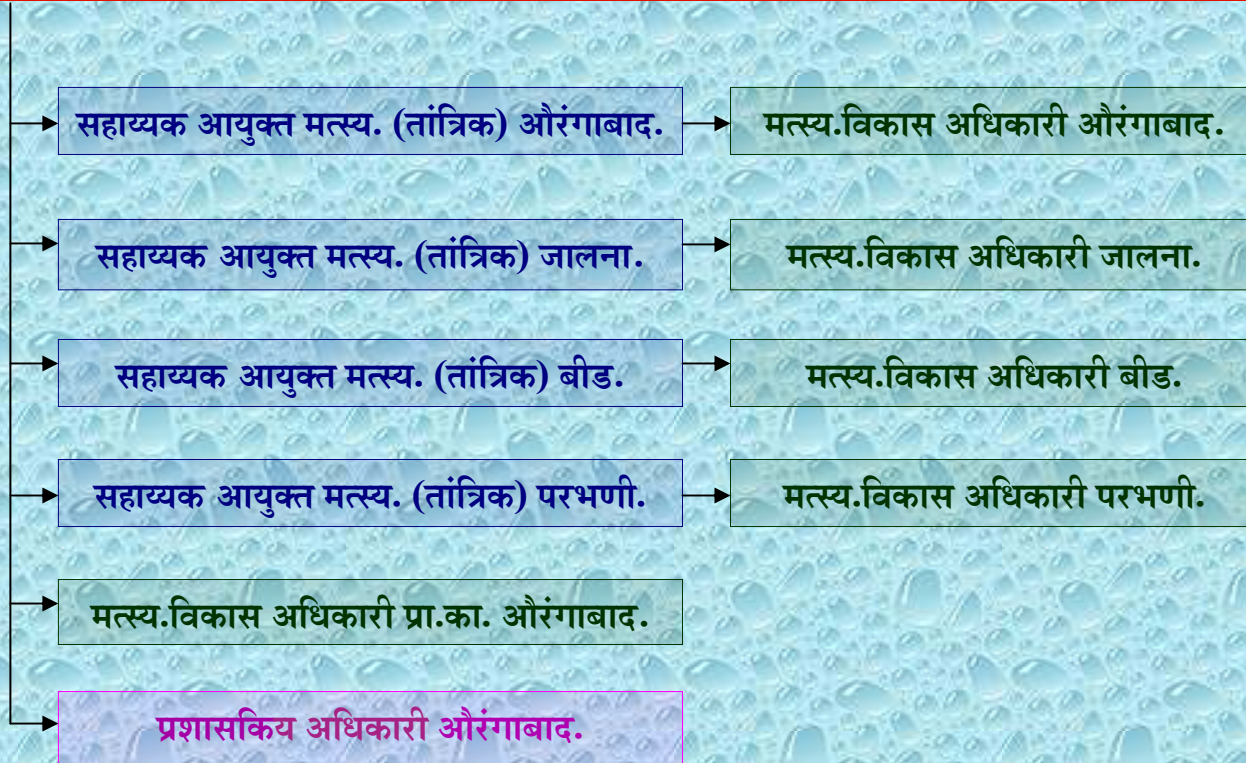 सहाय्यक आयुक्त मत्स्य. (तांत्रिक) औरंगाबाद.
मत्स्य.विकास अधिकारी औरंगाबाद.
सहाय्यक आयुक्त मत्स्य. (तांत्रिक) जालना.
मत्स्य.विकास अधिकारी जालना.
सहाय्यक आयुक्त मत्स्य. (तांत्रिक) बीड.
मत्स्य.विकास अधिकारी बीड.
सहाय्यक आयुक्त मत्स्य. (तांत्रिक) परभणी.
मत्स्य.विकास अधिकारी परभणी.
मत्स्य.विकास अधिकारी प्रा.का. औरंगाबाद.
प्रशासकिय अधिकारी औरंगाबाद.